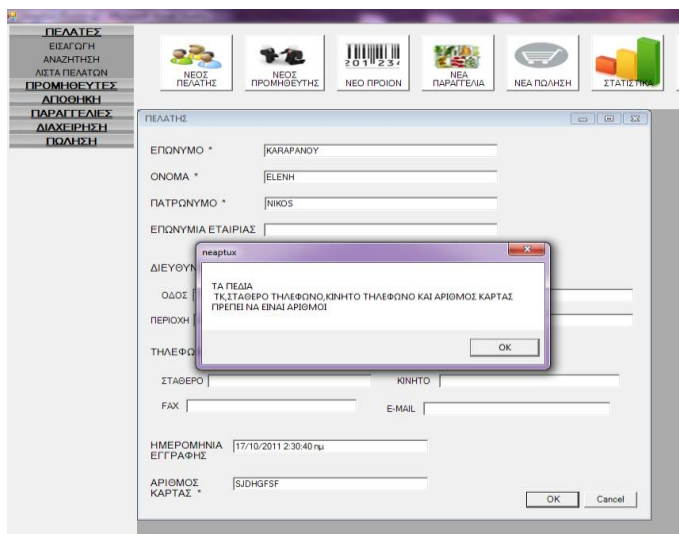 ΠΕΛΑΤΕΣ
ΕΙΣΑΓΩΓΗ
ΑΝΑΖΗΤΗΣΗ
ΛΙΣΤΑ ΠΕΛΑΤΩΝ
ΠΡΟΜΗΘΕΥΤΕΣ
ΑΠΟΘΗΚΗ
ΠΑΡΑΓΓΕΛΙΕΣ
ΔΙΑΧΕΙΡΗΣΗ
ΠΩΛΗΣΗ
ΝΕΟΣ
ΠΕΛΑΤΗΣ
ΝΕΟΣ
ΠΡΟΜΗΘΕΥΤΗΣ
ΝΕΟ ΠΡΟΙΟΝ
ΝΕΑ
ΠΑΡΑΓΓΕΛΙΑ
ΝΕΑ ΠΩΛΗΣΗ
ΣΤΑΤΙΣΤΙΚΑ
ΠΕΛΑΤΗΣ
ΕΠΩΝΥΜΟ * KARAPANOY
ΟΝΟΜΑ * ELENH
ΠΑΤΡΩΝΥΜΟ * NIKOS
ΕΠΩΝΥΜΙΑ ΕΤΑΙΡΙΑΣ
neaptux
ΤΑ ΠΕΔΙΑ
ΤΚ,ΣΤΑΘΕΡΟ ΤΗΛΕΦΩΝΟ,ΚΙΝΗΤΟ ΤΗΛΕΦΩΝΟ ΚΑΙ ΑΡΙΘΜΟΣ ΚΑΡΤΑΣ
ΠΡΕΠΕΙ ΝΑ ΕΙΝΑΙ ΑΡΙΘΜΟΙ
OK
ΔΙΕΥΘΥΝ
ΟΔΟΣ
ΠΕΡΙΟΧΗ
ΤΗΛΕΦΩ
ΣΤΑΘΕΡΟ ΚΙΝΗΤΟ
FAX E-MAIL
ΗΜΕΡΟΜΗΝΙΑ
ΕΓΓΡΑΦΗΣ
17/10/2011 2:30:40 πμ
ΑΡΙΘΜΟΣ
ΚΑΡΤΑΣ *
SJDHGFSF
OK Cancel